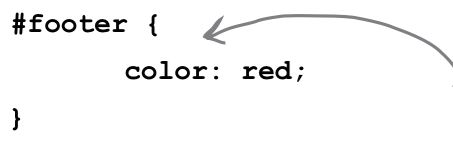 #footer {
color: red;
}